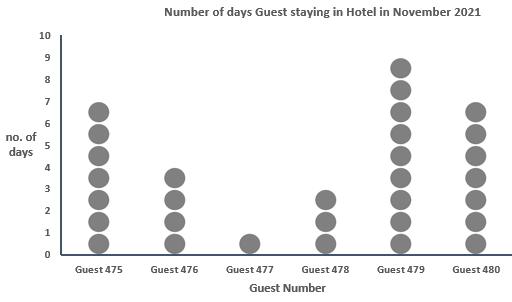 Number of days Guest staying in Hotel in November 2021
10
9
8
7
6
5
4
3
2
1
0
no. of
days
Guest 475 Guest 476 Guest 477 Guest 478 Guest 479 Guest 480
Guest Number